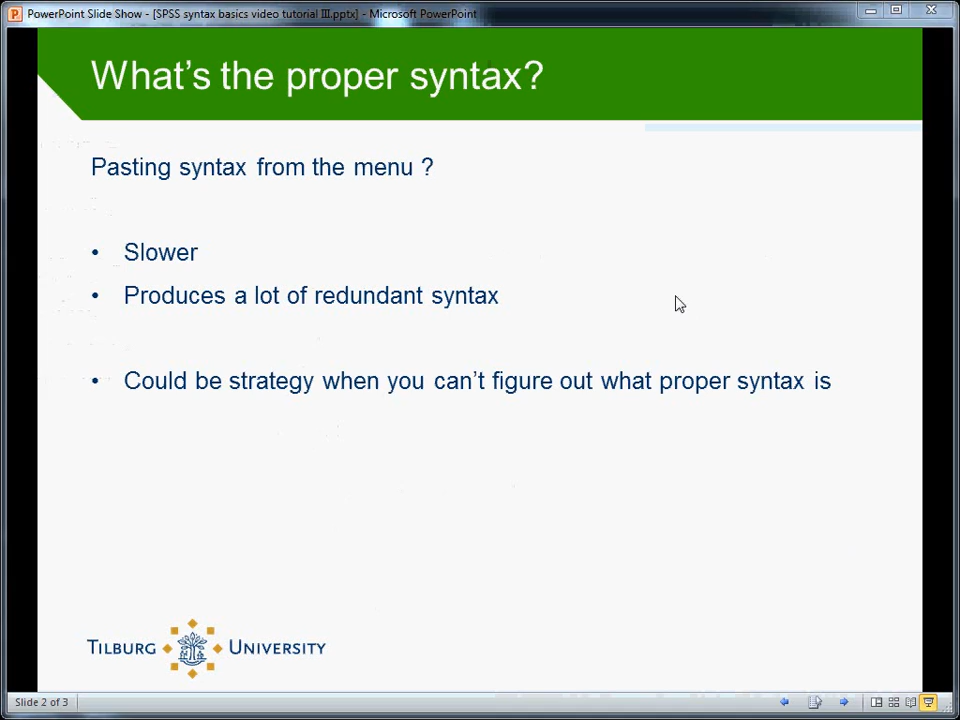 PowerPoint Slide Show - [SPSS syntax basics video tutorial III.pptx] - Microsoft PowerPoint
What's the proper syntax?
Pasting syntax from the menu ?
• Slower
• Produces a lot of redundant syntax
• Could be strategy when you can't figure out what proper syntax is
TILBURG UNIVERSITY
Slide 2 of 3